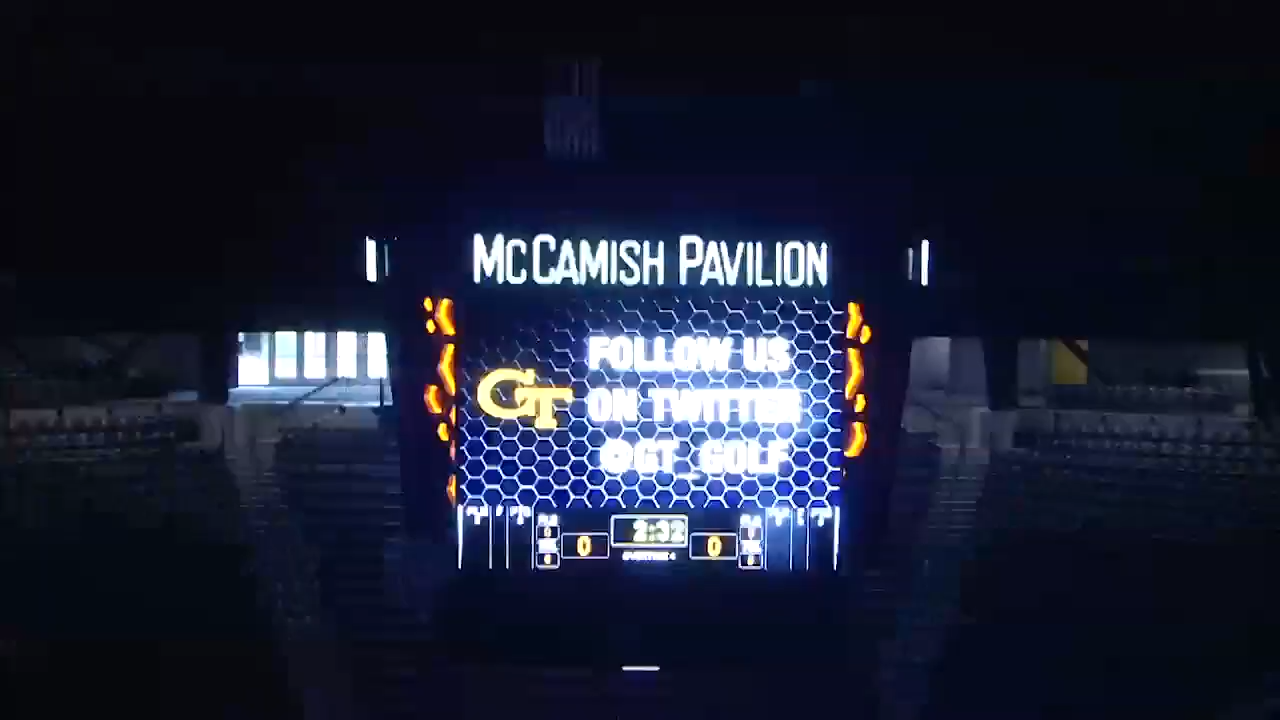 McCAMISH PAVILION
FOLLOW US
GT
ON TWITTER
@GT_GOLF
2:32
0
0